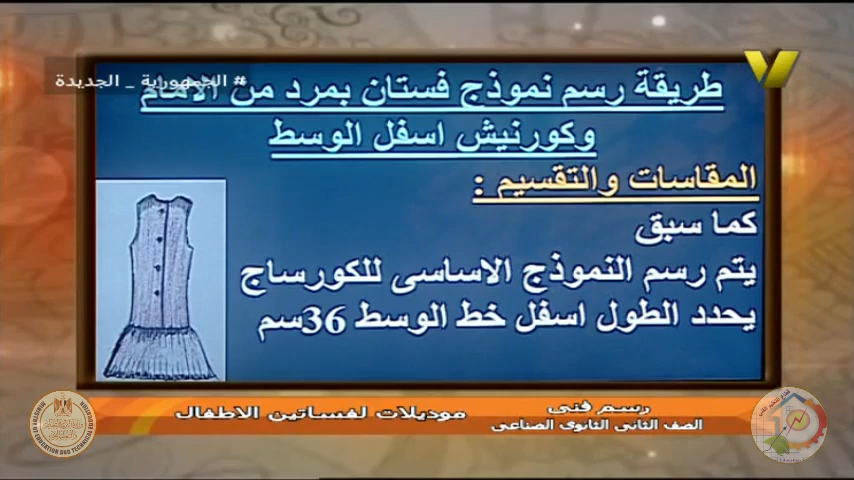 # الجمهورية _ الجديدة
طريقة رسم نموذج فستان بمرد من الامام
وكورنيش اسفل الوسط
المقاسات والتقسيم :
كما سبق
يتم رسم النموذج الاساسى للكورساج
يحدد الطول اسفل خط الوسط 36سم
رسم فنى
الصف الثانى الثانوى الصناعى
موديلات لفساتين الاطفال